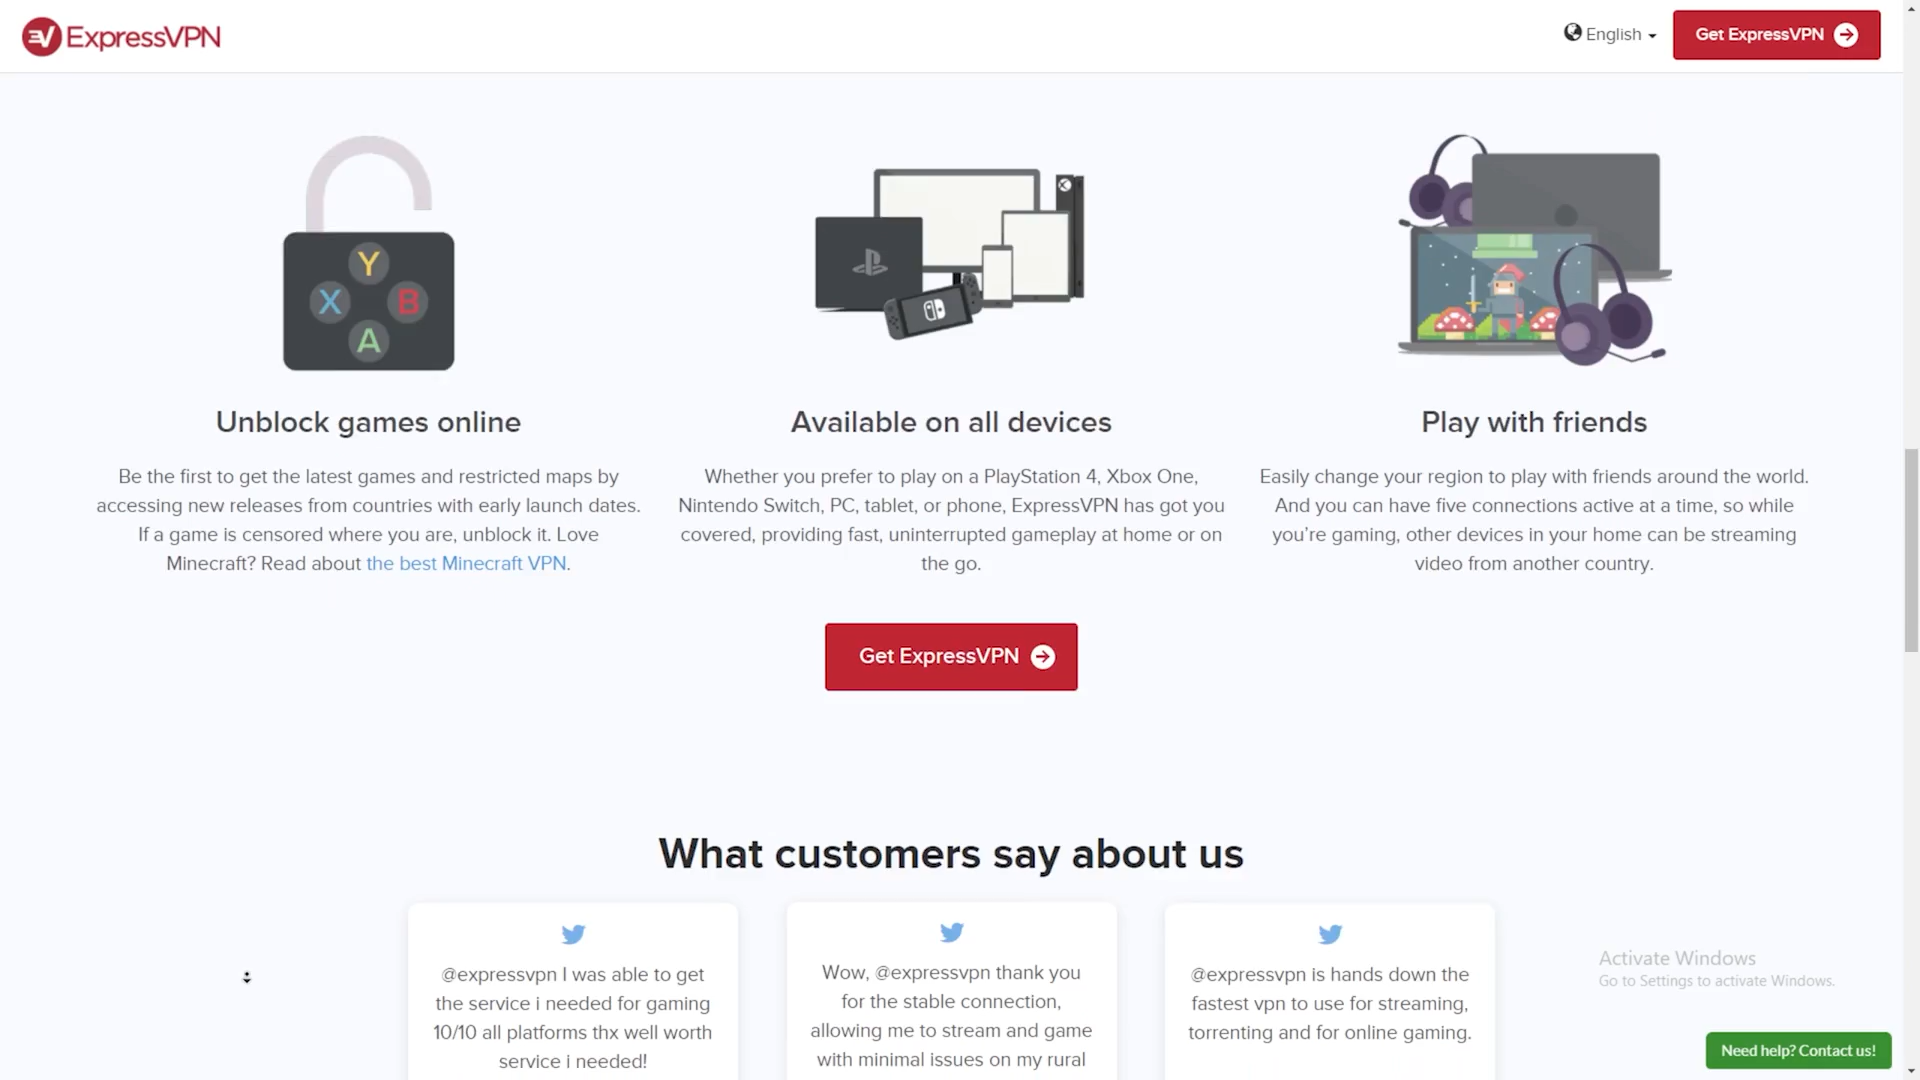 ExpressVPN
English
Get ExpressVPN
Y
X B
A
Unblock games online
Be the first to get the latest games and restricted maps by
accessing new releases from countries with early launch dates.
If a game is censored where you are, unblock it. Love
Minecraft? Read about the best Minecraft VPN.
Available on all devices
Whether you prefer to play on a PlayStation 4, Xbox One,
Nintendo Switch, PC, tablet, or phone, ExpressVPN has got you
covered, providing fast, uninterrupted gameplay at home or on
the go.
Play with friends
Easily change your region to play with friends around the world.
And you can have five connections active at a time, so while
you’re gaming, other devices in your home can be streaming
video from another country.
Get ExpressVPN
What customers say about us
@expressvpn I was able to get
the service i needed for gaming
10/10 all platforms thx well worth
service i needed!
Wow, @expressvpn thank you
for the stable connection,
allowing me to stream and game
with minimal issues on my rural
@expressvpn is hands down the
fastest vpn to use for streaming,
torrenting and for online gaming.
Activate Windows
Go to Settings to activate Windows.
Need help? Contact us!